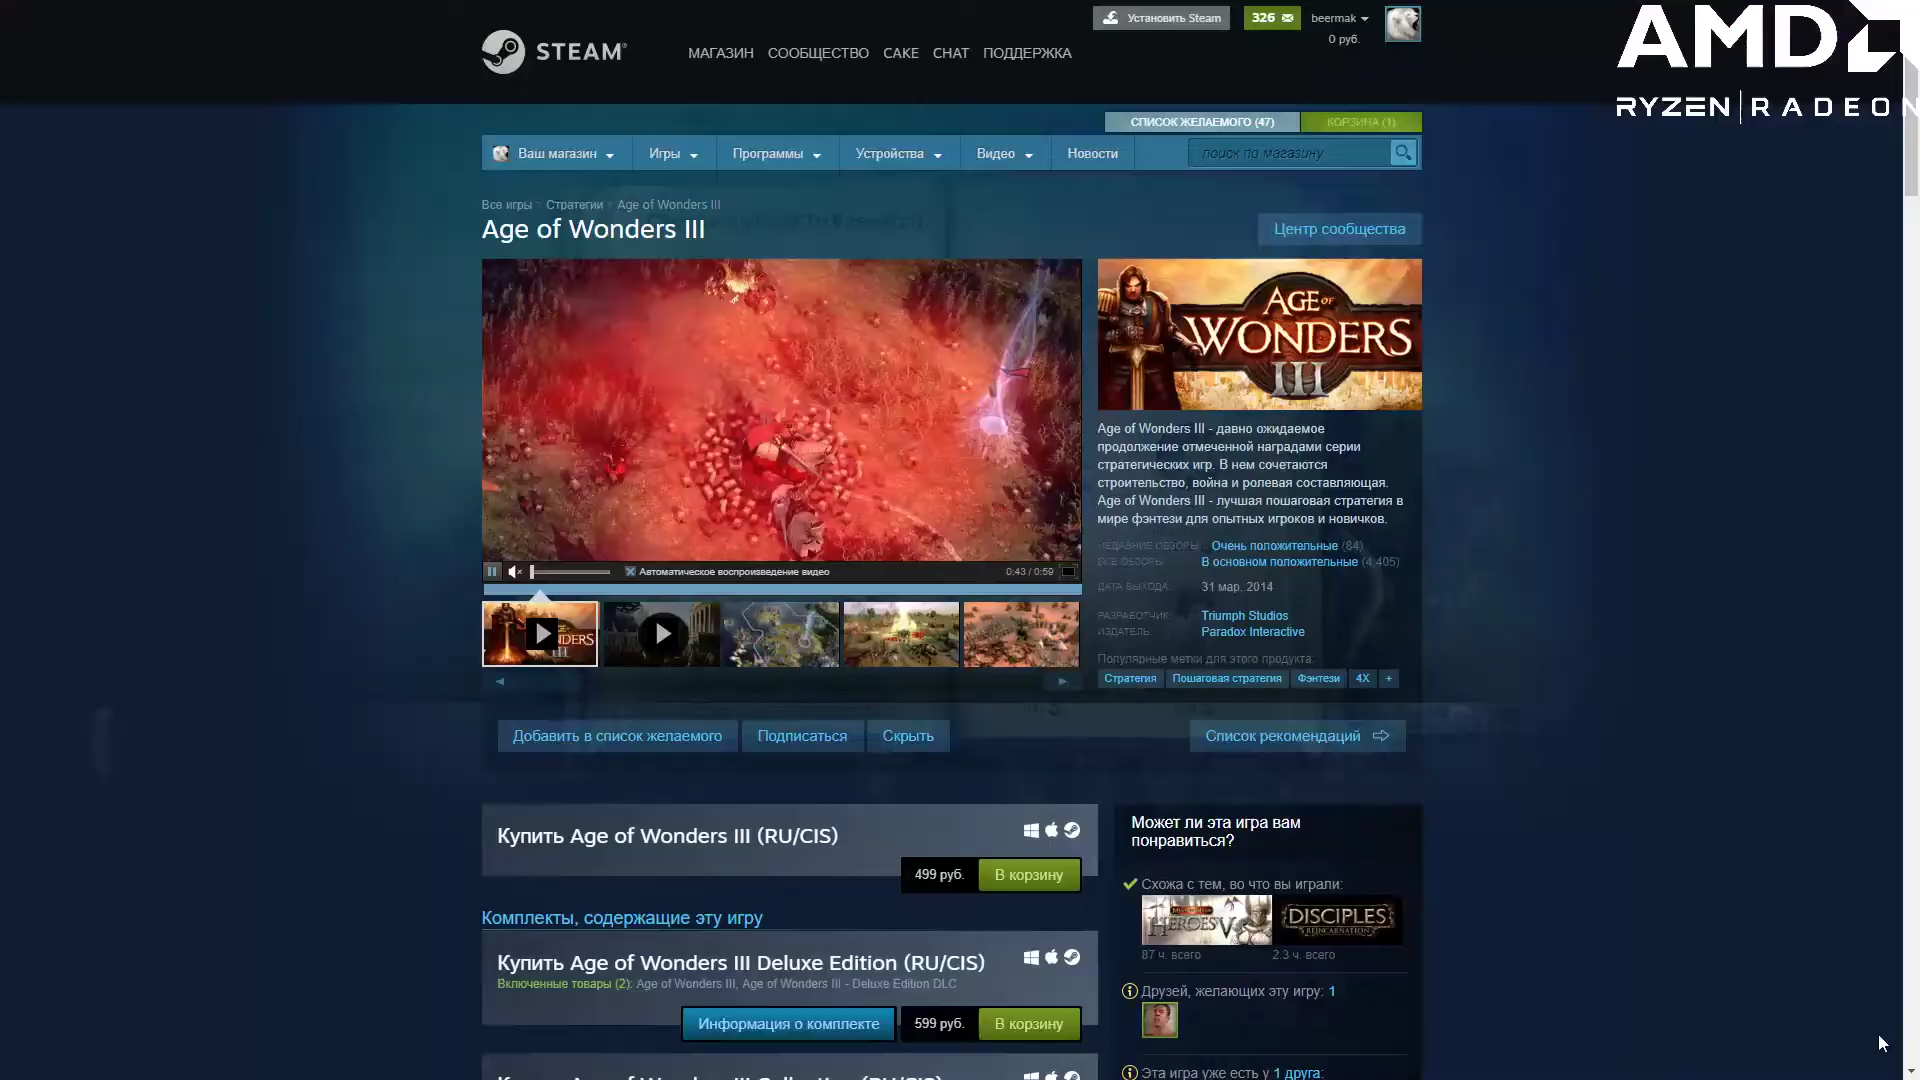 Установить Steam
326
beermak
0 руб.
AMD
RYZEN | RADEON
STEAM
МАГАЗИН СООБЩЕСТВО CAKE CHAT ПОДДЕРЖКА
СПИСОК ЖЕЛАЕМОГО (47)
КОРЗИНА (1)
Ваш магазин
Игры
Программы
Устройства
Видео
Новости
поиск по магазину
Все игры > Стратегии > Age of Wonders III
Age of Wonders III
Центр сообщества
AGE OF
WONDERS
III
Age of Wonders III - давно ожидаемое
продолжение отмеченной наградами серии
стратегических игр. В нем сочетаются
строительство, война и ролевая составляющая.
Age of Wonders III - лучшая пошаговая стратегия в
мире фэнтези для опытных игроков и новичков.
НЕДАВНИЕ ОБЗОРЫ: Очень положительные (84)
ВСЕ ОБЗОРЫ: В основном положительные (4,405)
ДАТА ВЫХОДА: 31 мар. 2014
РАЗРАБОТЧИК: Triumph Studios
ИЗДАТЕЛЬ: Paradox Interactive
Популярные метки для этого продукта:
Стратегия Пошаговая стратегия Фэнтези 4X +
Автоматическое воспроизведение видео
0:43 / 0:59
Добавить в список желаемого
Подписаться
Скрыть
Список рекомендаций
Купить Age of Wonders III (RU/CIS)
499 руб.
В корзину
Комплекты, содержащие эту игру
Купить Age of Wonders III Deluxe Edition (RU/CIS)
Включенные товары (2): Age of Wonders III, Age of Wonders III - Deluxe Edition DLC
Информация о комплекте
599 руб.
В корзину
Может ли эта игра вам
понравиться?
Схожа с тем, во что вы играли:
HEROES V
DISCIPLES
REINCARNATION
87 ч. всего
2.3 ч. всего
Друзей, желающих эту игру: 1
Эта игра уже есть у 1 друга: